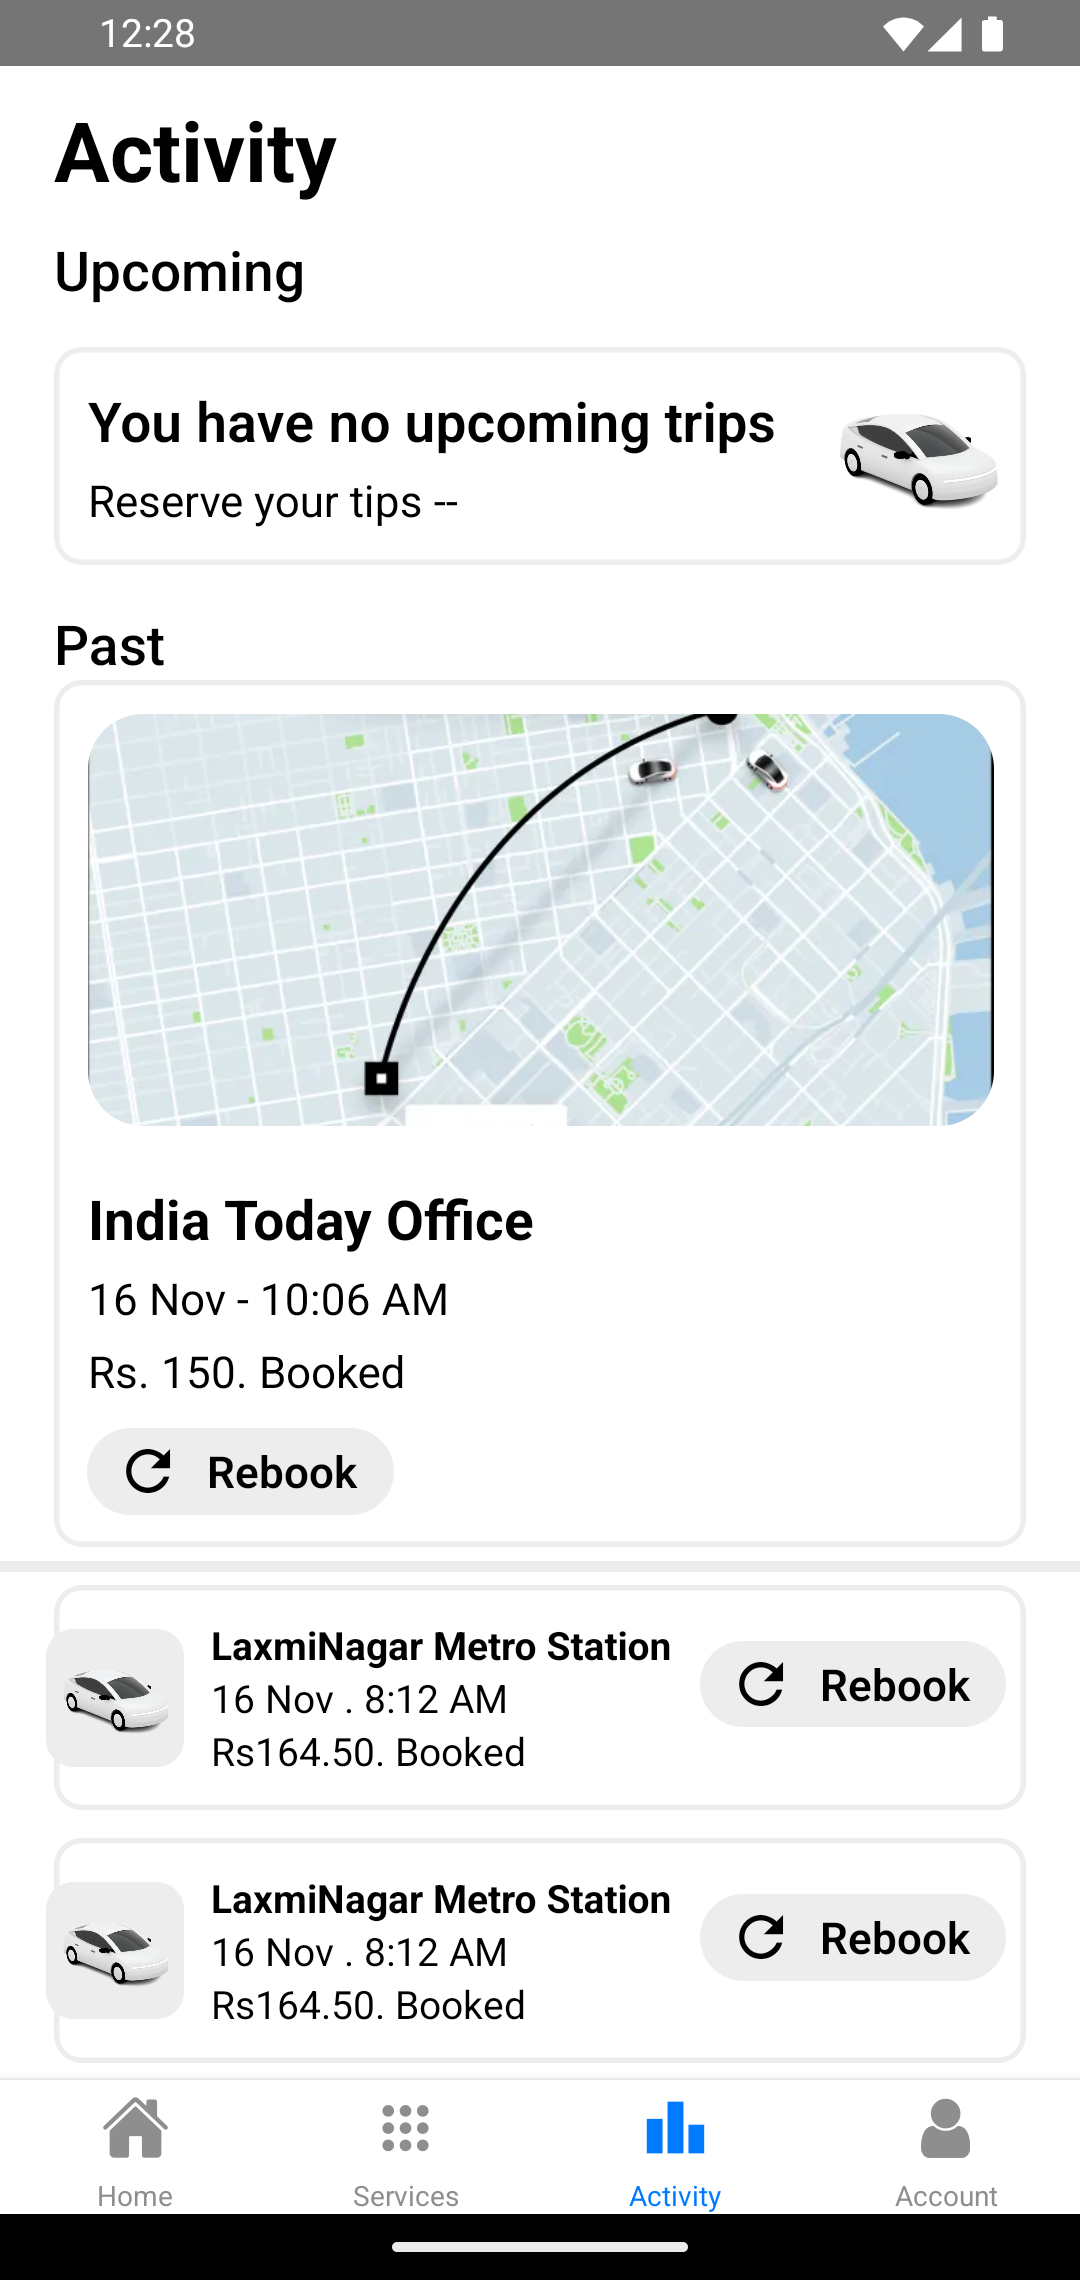 12:28
Activity
Upcoming
You have no upcoming trips
Reserve your tips --
Past
India Today Office
16 Nov - 10:06 AM
Rs. 150. Booked
Rebook
LaxmiNagar Metro Station
16 Nov . 8:12 AM
Rs164.50. Booked
Rebook
LaxmiNagar Metro Station
16 Nov . 8:12 AM
Rs164.50. Booked
Rebook
Home
Services
Activity
Account